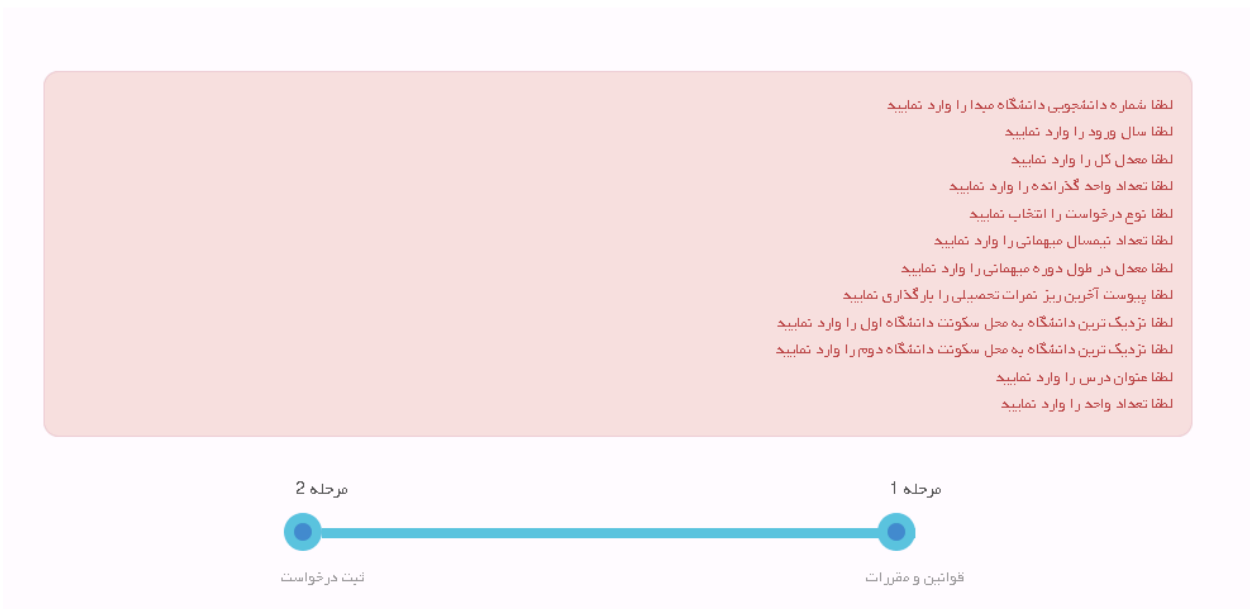 لطفا شماره دانشجویی دانشگاه مبدا را وارد نمایید
لطفا سال ورود را وارد نمایید
لطفا معدل کل را وارد نمایید
لطفا تعداد واحد گذرانده را وارد نمایید
لطفا نوع درخواست را انتخاب نمایید
لطفا تعداد نیمسال میهمانی را وارد نمایید
لطفا معدل در طول دوره میهمانی را وارد نمایید
لطفا پیوست آخرین ریز نمرات تحصیلی را بارگذاری نمایید
لطفا نزدیک ترین دانشگاه به محل سکونت دانشگاه اول را وارد نمایید
لطفا نزدیک ترین دانشگاه به محل سکونت دانشگاه دوم را وارد نمایید
لطفا عنوان درس را وارد نمایید
لطفا تعداد واحد را وارد نمایید
مرحله 1
مرحله 2
قوانین و مقررات
ثبت درخواست